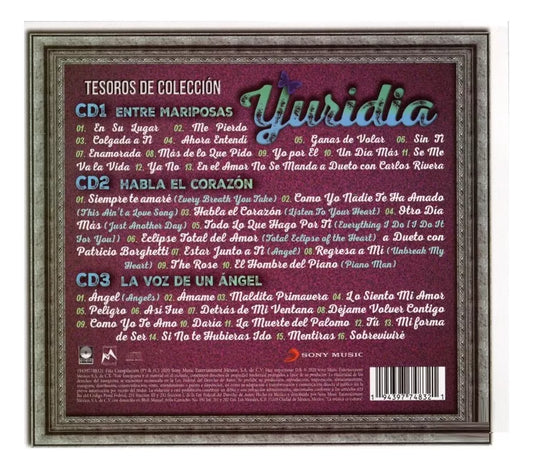 TESOROS DE COLECCIÓN
Yuridia
CD1 ENTRE MARIPOSAS
01. En Su Lugar 02. Me Pierdo
03. Colgada a Ti 04. Ahora Entendí 05. Ganas de Volar 06. Sin Ti
07. Enamorada 08. Más de lo Que Pido 09. Yo por El 10. Un Día Más 11. Se Me
Va la Vida 12. Ya No 13. En el Amor No Se Manda a Dueto con Carlos Rivera
CD2 HABLA EL CORAZÓN
01. Siempre te amaré (Every Breath You Take) 02. Como Yo Nadie Te Ha Amado
(This Ain't a Love Song) 03. Habla el Corazón (Listen To Your Heart) 04. Otro Día
Más (Just Another Day) 05. Todo Lo Que Hago Por Ti (Everything I Do [I Do It
For You]) 06. Eclipse Total del Amor (Total Eclipse of the Heart) a Dueto con
Patricio Borghetti 07. Estar Junto a Ti (Angel) 08. Regresa a Mí (Unbreak My
Heart) 09. The Rose 10. El Hombre del Piano (Piano Man)
CD3 LA VOZ DE UN ÁNGEL
01. Ángel (Angels) 02. Ámame 03. Maldita Primavera 04. Lo Siento Mi Amor
05. Peligro 06. Así Fue 07. Detrás de Mi Ventana 08. Déjame Volver Contigo
09. Como Yo Te Amo 10. Daría 11. La Muerte del Palomo 12. Tú 13. Mi forma
de Ser 14. Si No te Hubieras Ido 15. Mentiras 16. Sobreviviré
SONY MUSIC
1 94397 74832 1